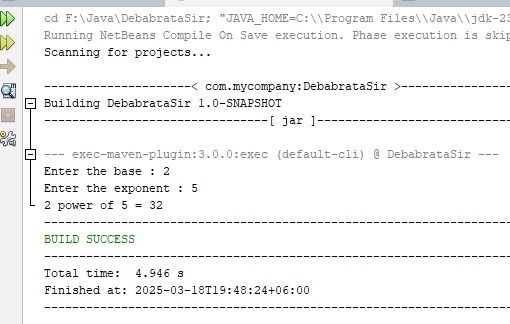 cd F:\Java\DebabrataSir; "JAVA_HOME=C:\\Program Files\\Java\\jdk-23
Running NetBeans Compile On Save execution. Phase execution is skip
Scanning for projects...
---------------------< com.mycompany:DebabrataSir >---------------------
Building DebabrataSir 1.0-SNAPSHOT
--------------------------------[ jar ]---------------------------------
--- exec-maven-plugin:3.0.0:exec (default-cli) @ DebabrataSir ---
Enter the base : 2
Enter the exponent : 5
2 power of 5 = 32
------------------------------------------------------------------------
BUILD SUCCESS
------------------------------------------------------------------------
Total time:  4.946 s
Finished at: 2025-03-18T19:48:24+06:00
------------------------------------------------------------------------